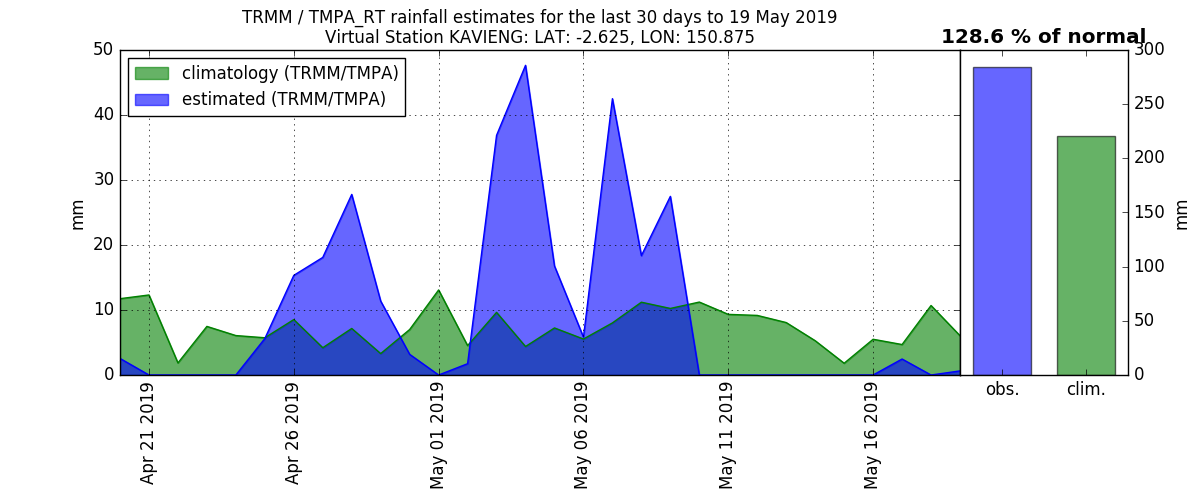 TRMM / TMPA_RT rainfall estimates for the last 30 days to 19 May 2019
Virtual Station KAVIENG: LAT: -2.625, LON: 150.875
128.6 % of normal
climatology (TRMM/TMPA)
estimated (TRMM/TMPA)
50
40
30
20
10
0
mm
Apr 21 2019
Apr 26 2019
May 01 2019
May 06 2019
May 11 2019
May 16 2019
obs.
clim.
300
250
200
150
100
50
0
mm